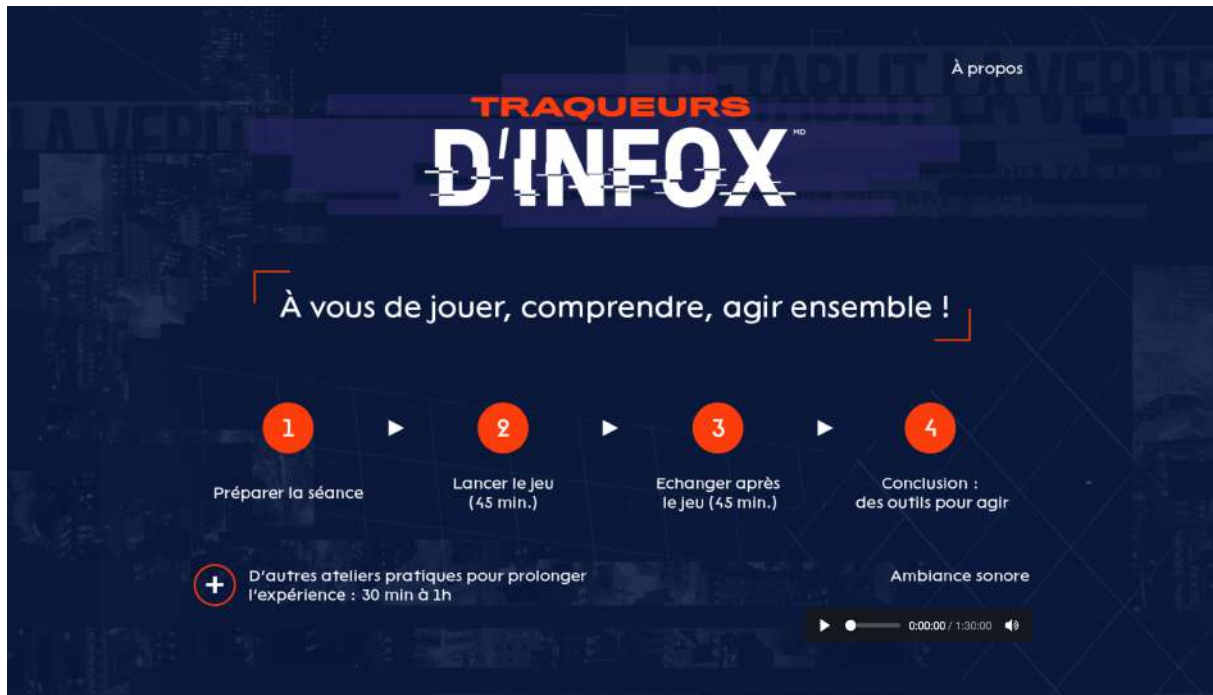 À propos
TRAQUEURS
D'INFOX MD
À vous de jouer, comprendre, agir ensemble !
1
2
3
4
Préparer la séance
Lancer le jeu
(45 min.)
Echanger après
le jeu (45 min.)
Conclusion :
des outils pour agir
+
D'autres ateliers pratiques pour prolonger
l'expérience : 30 min à 1h
Ambiance sonore
0:00:00 / 1:30:00